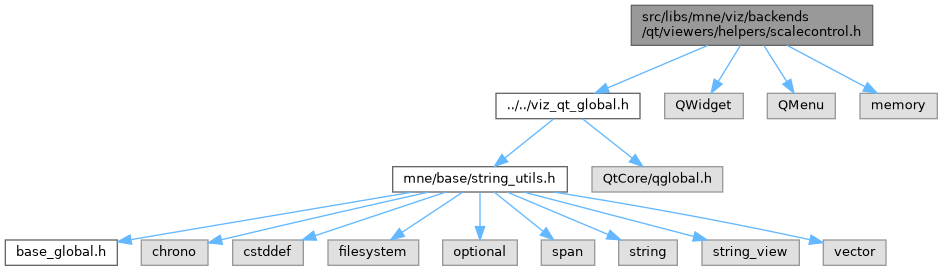 src/libs/mne/viz/backends
/qt/viewers/helpers/scalecontrol.h
../../viz_qt_global.h
QWidget
QMenu
memory
mne/base/string_utils.h
QtCore/qglobal.h
base_global.h
chrono
cstddef
filesystem
optional
span
string
string_view
vector